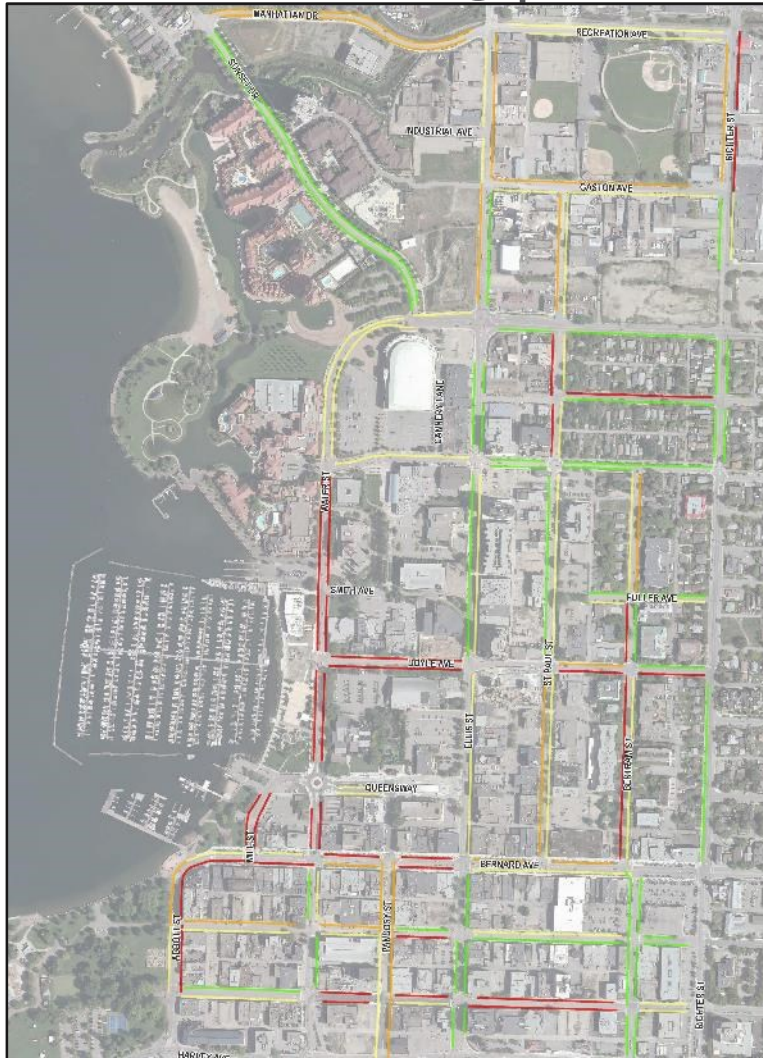 MANHATTAN DR
RECREATION AVE
SUNSET DR
INDUSTRIAL AVE
RICHTER ST
GASTON AVE
CANNERY LANE
WATER ST
SMITH AVE
FULLER AVE
DOYLE AVE
ST PAUL ST
ELLIS ST
BERTRAM ST
QUEENSWAY
MILL ST
BERNARD AVE
ABBOTT ST
PANDOSY ST
RICHTER ST
HARVEY AVE